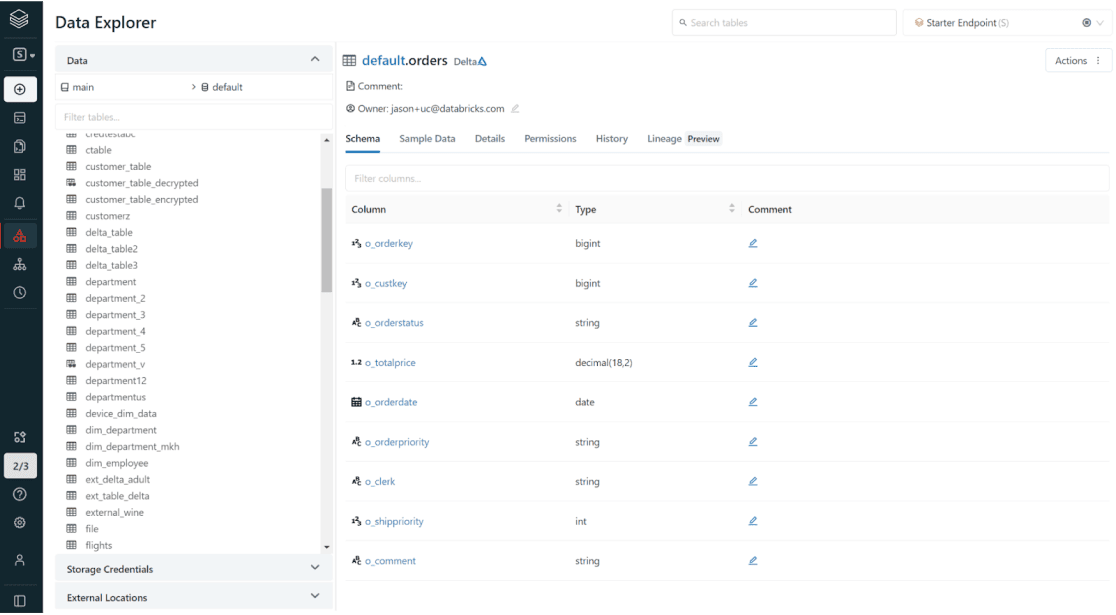 Data Explorer
Search tables
Starter Endpoint (S)
S
2/3
Data
main > default
Filter tables...
credtestabc
ctable
customer_table
customer_table_decrypted
customer_table_encrypted
customerz
delta_table
delta_table2
delta_table3
department
department_2
department_3
department_4
department_5
department_v
department12
departmentus
device_dim_data
dim_department
dim_department_mkh
dim_employee
ext_delta_adult
ext_table_delta
external_wine
file
flights
Storage Credentials
External Locations
default.orders Delta
Actions
Comment:
Owner: jason+uc@databricks.com
Schema Sample Data Details Permissions History Lineage Preview
Filter columns...
Column Type Comment
o_orderkey bigint
o_custkey bigint
o_orderstatus string
1.2 o_totalprice decimal(18,2)
o_orderdate date
o_orderpriority string
o_clerk string
o_shippriority int
o_comment string